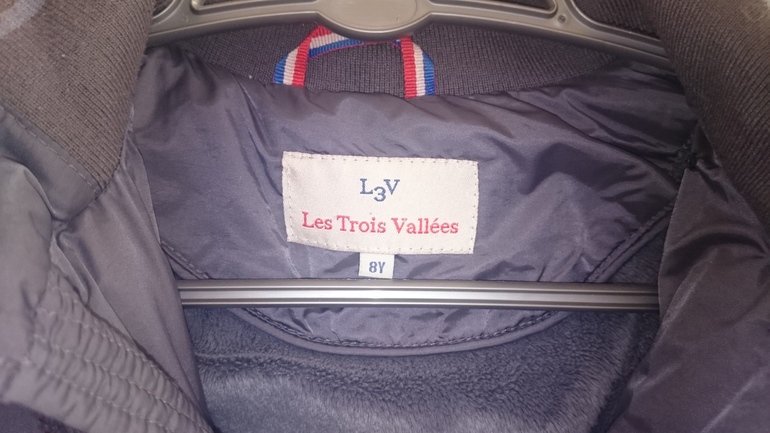 L3V
Les Trois Vallées
8Y